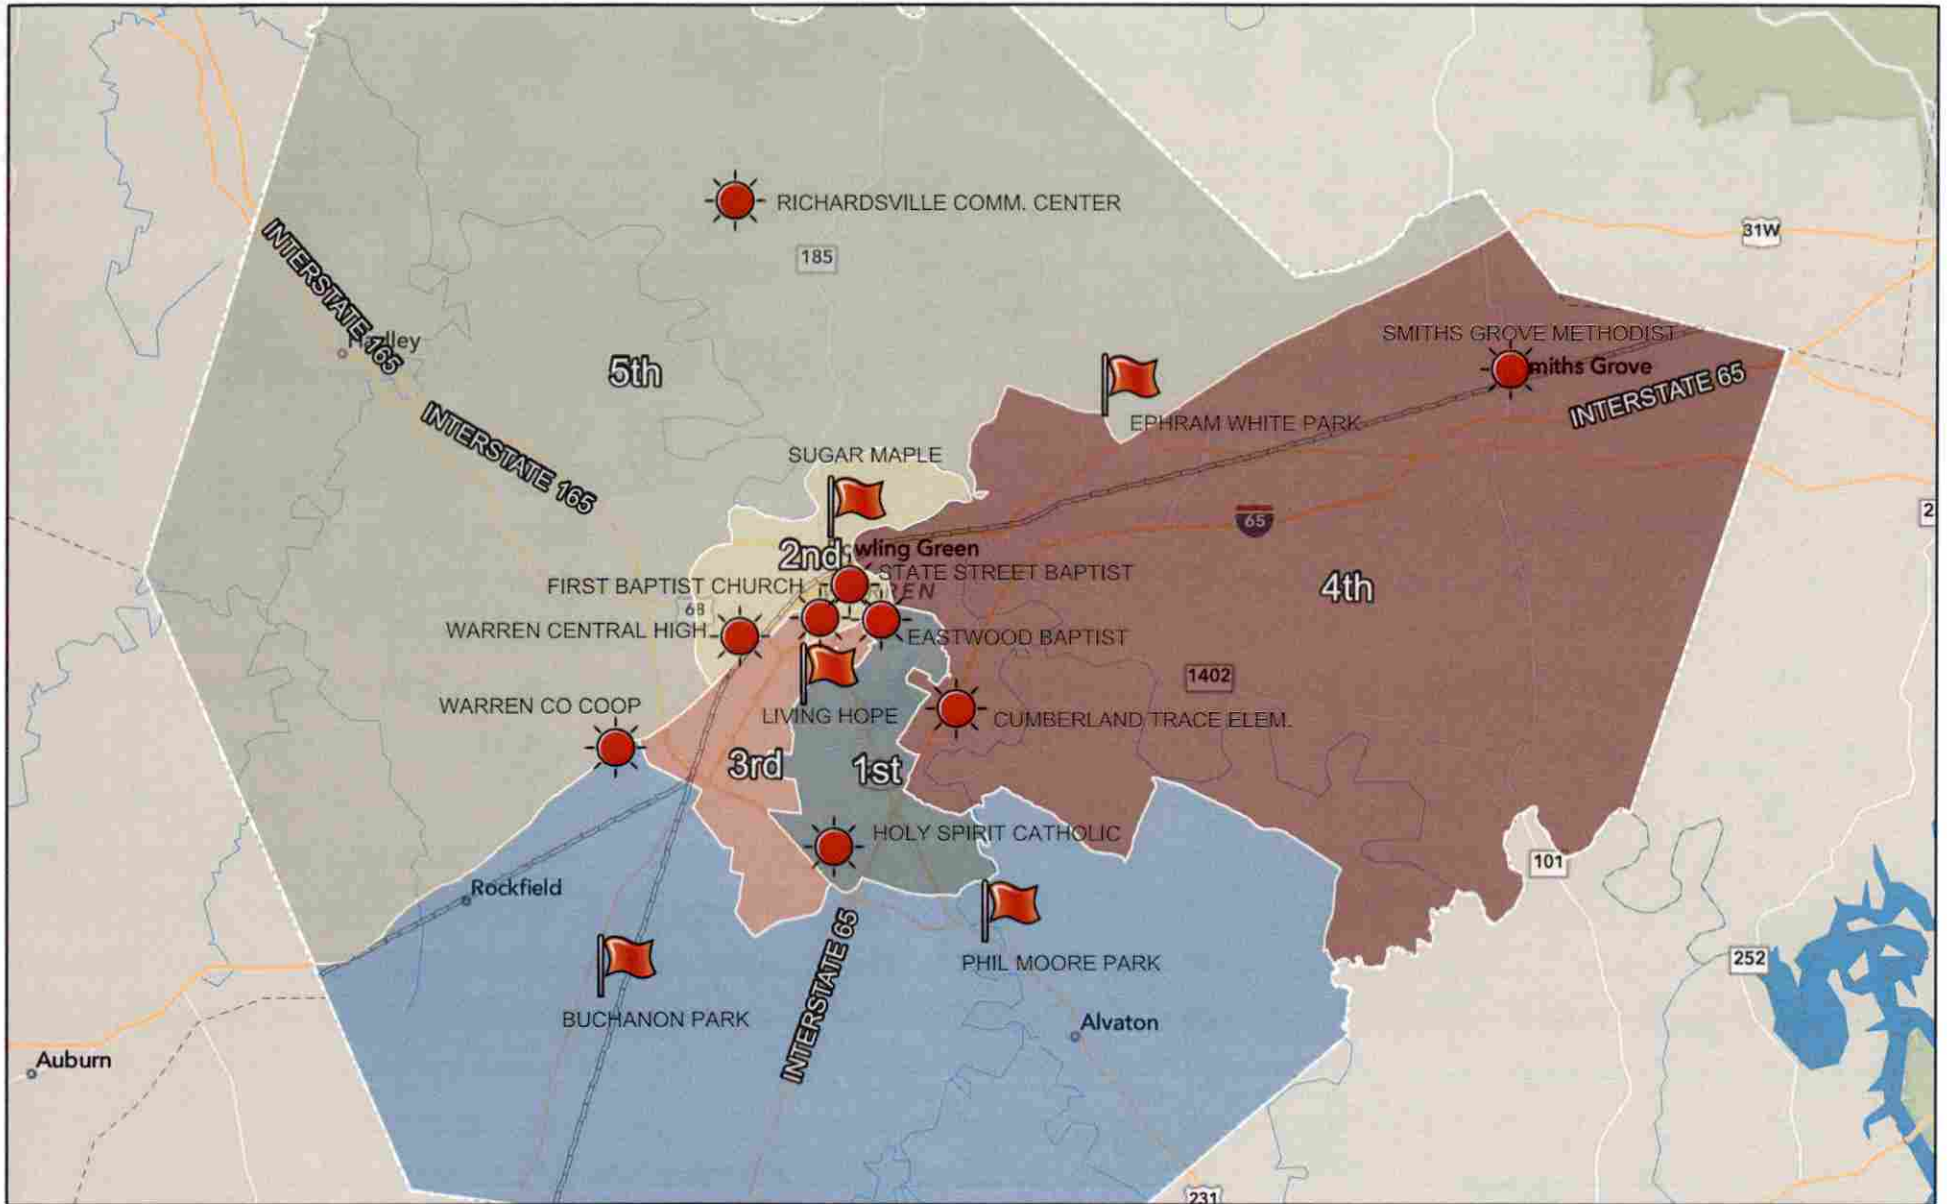 RICHARDSVILLE COMM. CENTER
31W
185
INTERSTATE 165
SMITHS GROVE METHODIST
miths Grove
INTERSTATE 65
5th
INTERSTATE 165
EPHRAM WHITE PARK
SUGAR MAPLE
65
2
2nd
wling Green
STATE STREET BAPTIST
FIRST BAPTIST CHURCH
4th
68
WARREN CENTRAL HIGH
EASTWOOD BAPTIST
1402
WARREN CO COOP
LIVING HOPE
CUMBERLAND TRACE ELEM.
3rd
1st
HOLY SPIRIT CATHOLIC
101
Rockfield
INTERSTATE 65
252
PHIL MOORE PARK
BUCHANON PARK
Alvaton
Auburn
231